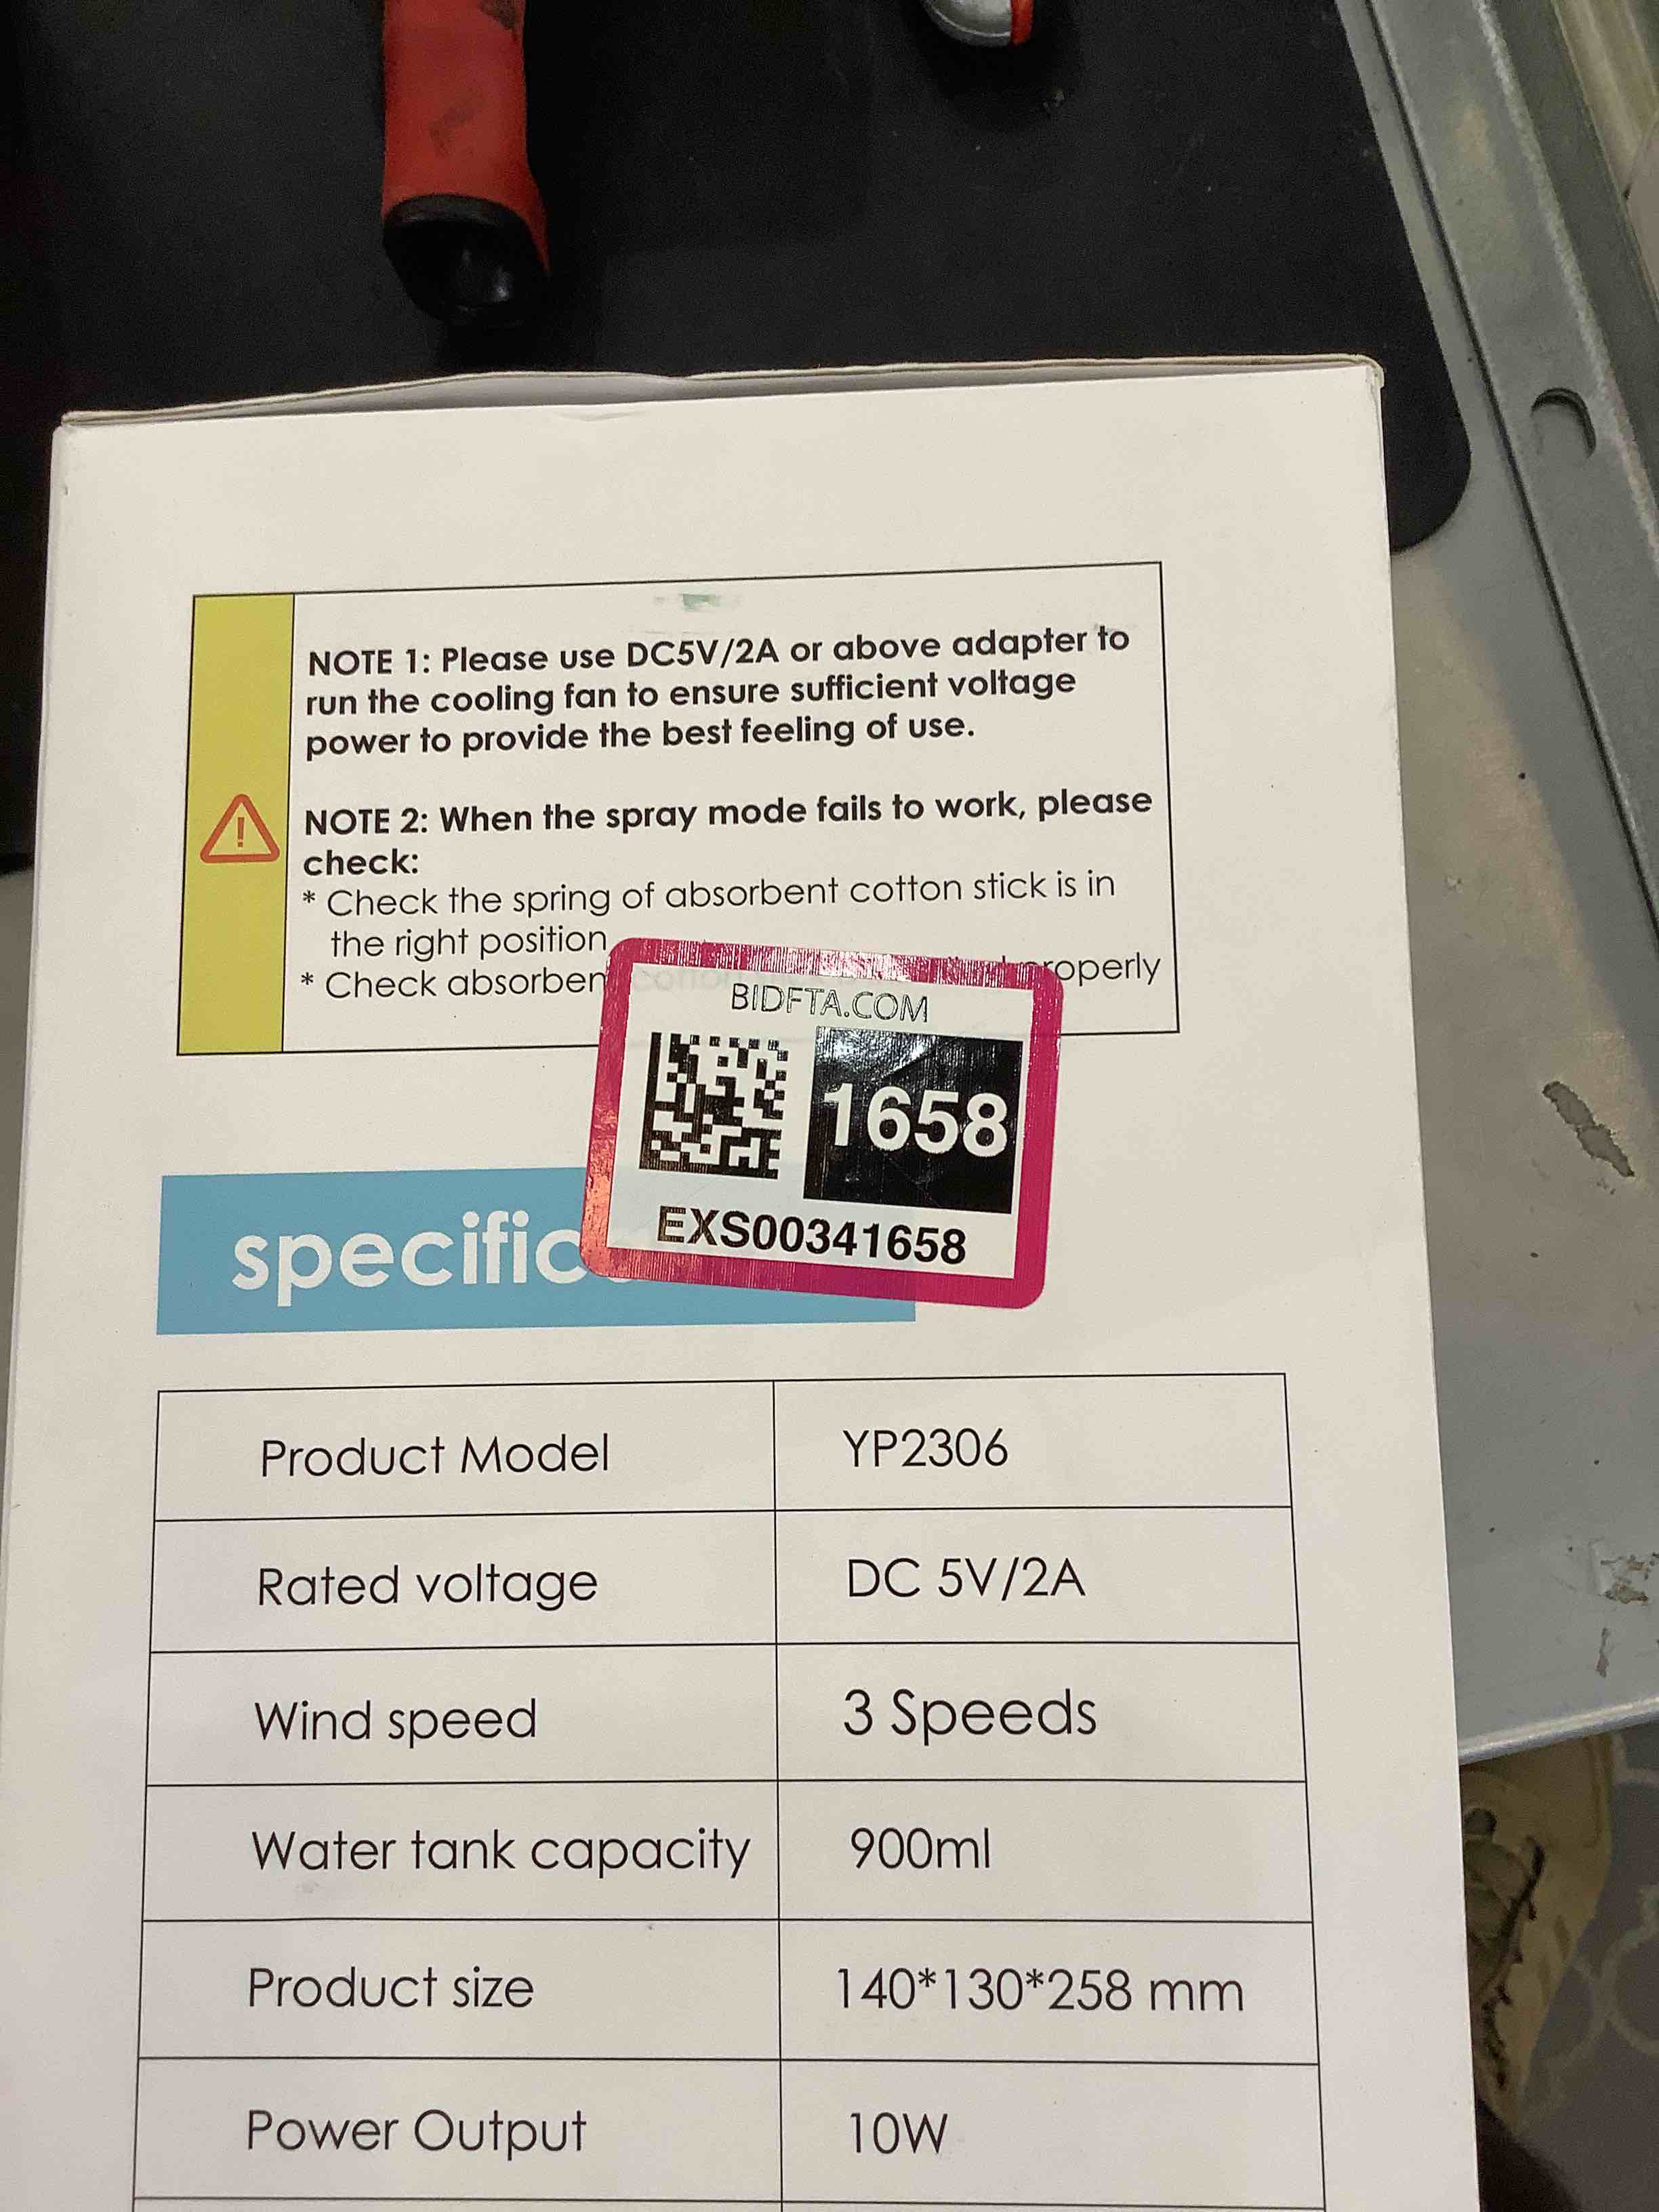 NOTE 1: Please use DC5V/2A or above adapter to
run the cooling fan to ensure sufficient voltage
power to provide the best feeling of use.
NOTE 2: When the spray mode fails to work, please
check:
* Check the spring of absorbent cotton stick is in
the right position
* Check absorben
roperly
BIDFTA.COM
1658
EXS00341658
specific
Product Model YP2306
Rated voltage DC 5V/2A
Wind speed 3 Speeds
Water tank capacity 900ml
Product size 140*130*258 mm
Power Output 10W